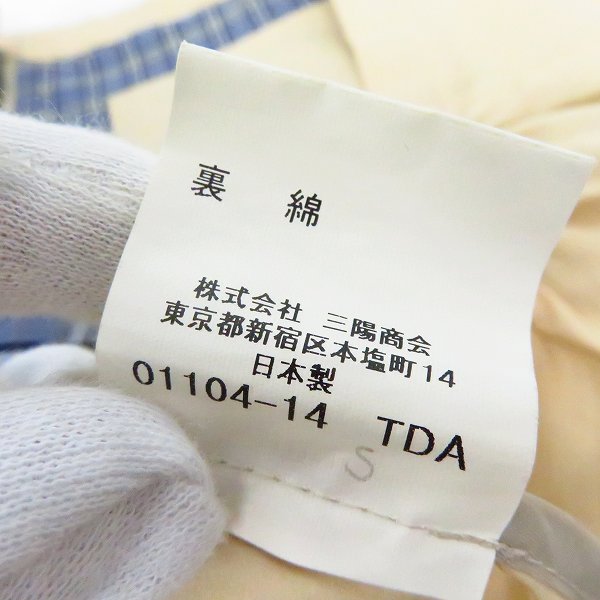 裏 綿
株式会社 三陽商会
東京都新宿区本塩町14
日本製
01104-14 TDA
S